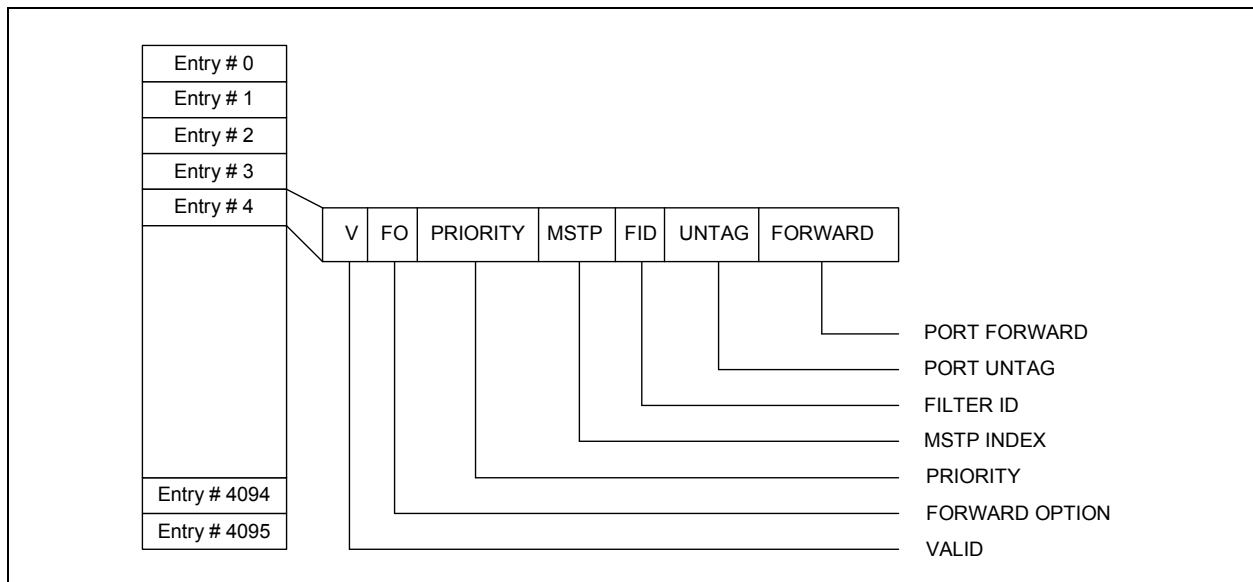 Entry # 0
Entry # 1
Entry # 2
Entry # 3
Entry # 4
V FO PRIORITY MSTP FID UNTAG FORWARD
PORT FORWARD
PORT UNTAG
FILTER ID
MSTP INDEX
PRIORITY
FORWARD OPTION
VALID
Entry # 4094
Entry # 4095